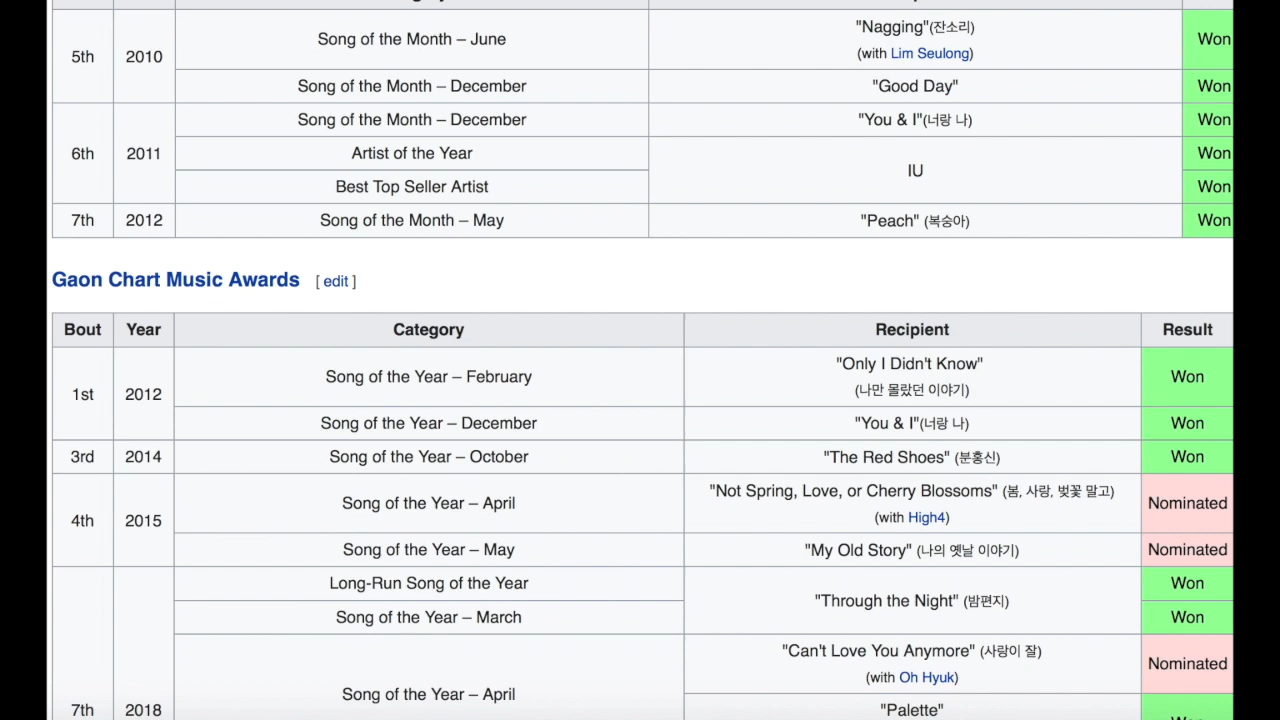 5th 2010 Song of the Month – June "Nagging"(잔소리) (with Lim Seulong) Won
Song of the Month – December "Good Day" Won
6th 2011 Song of the Month – December "You & I"(너랑 나) Won
Artist of the Year IU Won
Best Top Seller Artist Won
7th 2012 Song of the Month – May "Peach" (복숭아) Won
Gaon Chart Music Awards [ edit ]
Bout Year Category Recipient Result
1st 2012 Song of the Year – February "Only I Didn't Know" (나만 몰랐던 이야기) Won
Song of the Year – December "You & I"(너랑 나) Won
3rd 2014 Song of the Year – October "The Red Shoes" (분홍신) Won
4th 2015 Song of the Year – April "Not Spring, Love, or Cherry Blossoms" (봄, 사랑, 벚꽃 말고) (with High4) Nominated
Song of the Year – May "My Old Story" (나의 옛날 이야기) Nominated
Long-Run Song of the Year "Through the Night" (밤편지) Won
Song of the Year – March Won
7th 2018 Song of the Year – April "Can't Love You Anymore" (사랑이 잘) (with Oh Hyuk) Nominated
"Palette"